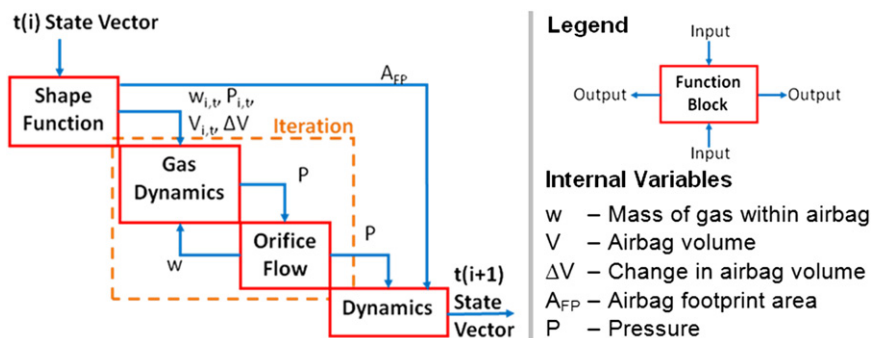 t(i) State Vector
Shape
Function
A_FP
w_i,t, P_i,t,
V_i,t, ΔV
Iteration
Gas
Dynamics
P
Orifice
Flow
P
w
t(i+1)
State
Vector
Dynamics
Legend
Input
Output
Function
Block
Output
Input
Internal Variables
w – Mass of gas within airbag
V – Airbag volume
ΔV – Change in airbag volume
A_FP – Airbag footprint area
P – Pressure